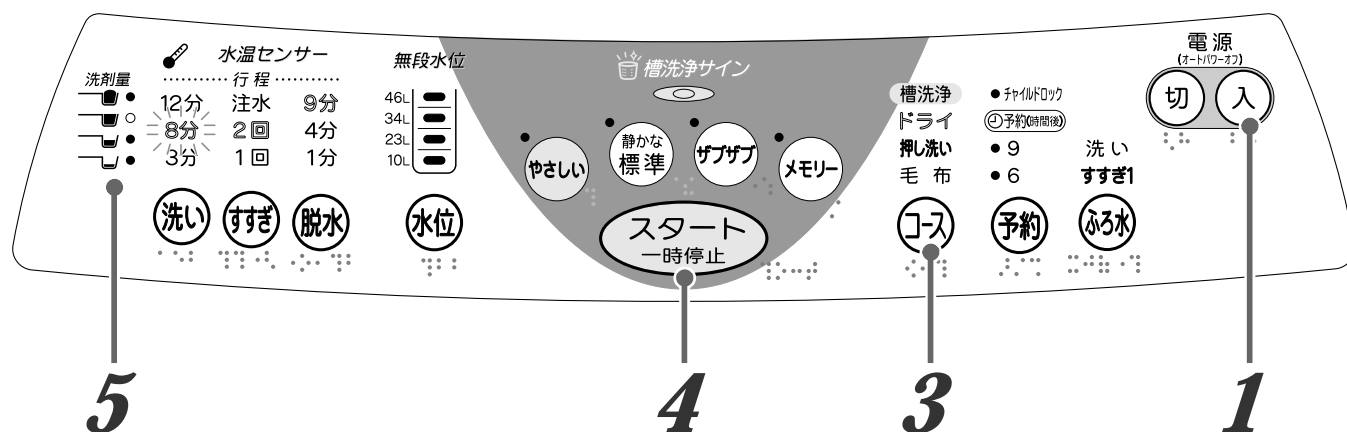 水温センサー
無段水位
槽洗浄サイン
電源
(オートパワーオフ)
洗剤量
行程
12分 注水 9分
8分 2回 4分
3分 1回 1分
46L
34L
23L
10L
やさしい
静かな
標準
ザブザブ
メモリー
槽洗浄
ドライ
押し洗い
毛布
チャイルドロック
予約(時間後)
9
6
洗い
すすぎ1
切
入
洗い
すすぎ
脱水
水位
スタート
一時停止
コース
予約
ふろ水
5
4
3
1